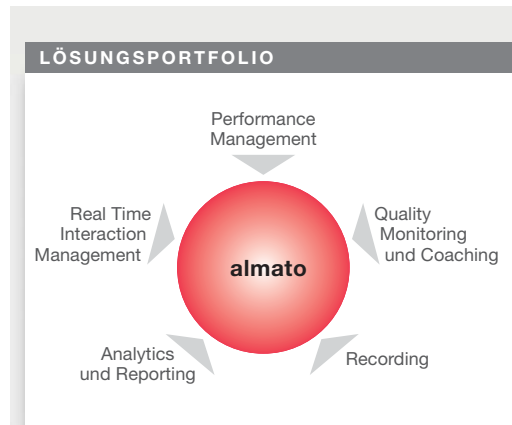 LÖSUNGSPORTFOLIO
Performance
Management
Real Time
Interaction
Management
Quality
Monitoring
und Coaching
almato
Analytics
und Reporting
Recording